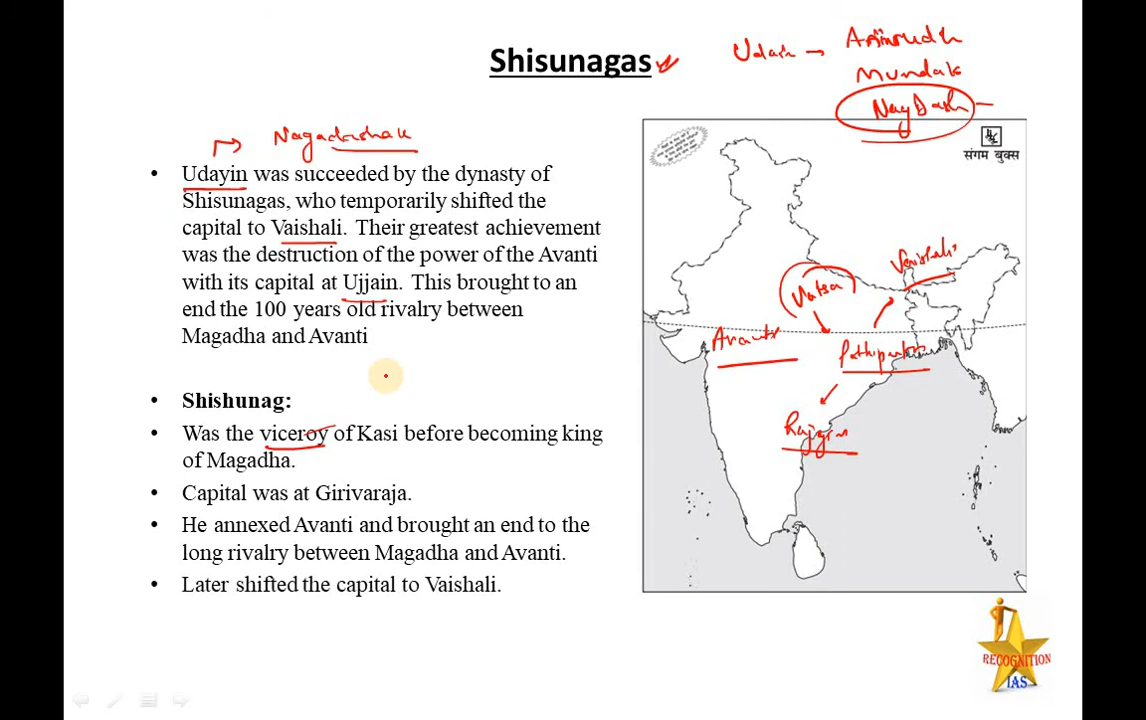 Shisunagas
Udain → Anirudh
Mundak
NagDash
Nagadashak
संगम बुक्स
• Udayin was succeeded by the dynasty of
Shisunagas, who temporarily shifted the
capital to Vaishali. Their greatest achievement
was the destruction of the power of the Avanti
with its capital at Ujjain. This brought to an
end the 100 years old rivalry between
Magadha and Avanti
• Shishunag:
• Was the viceroy of Kasi before becoming king
of Magadha.
• Capital was at Girivaraja.
• He annexed Avanti and brought an end to the
long rivalry between Magadha and Avanti.
• Later shifted the capital to Vaishali.
Vaishali
Vatsa
Avanti
RECOGNITION
IAS